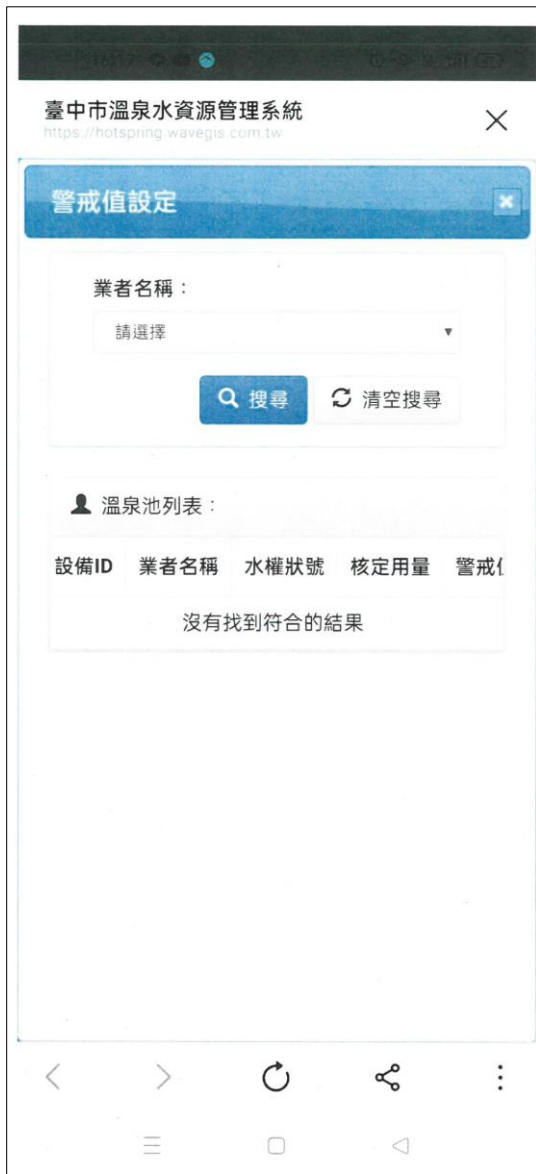 臺中市溫泉水資源管理系統
https://hotspring.wavegis.com.tw
警戒值設定
業者名稱：
請選擇
搜尋 清空搜尋
溫泉池列表：
設備ID 業者名稱 水權狀號 核定用量 警戒
沒有找到符合的結果